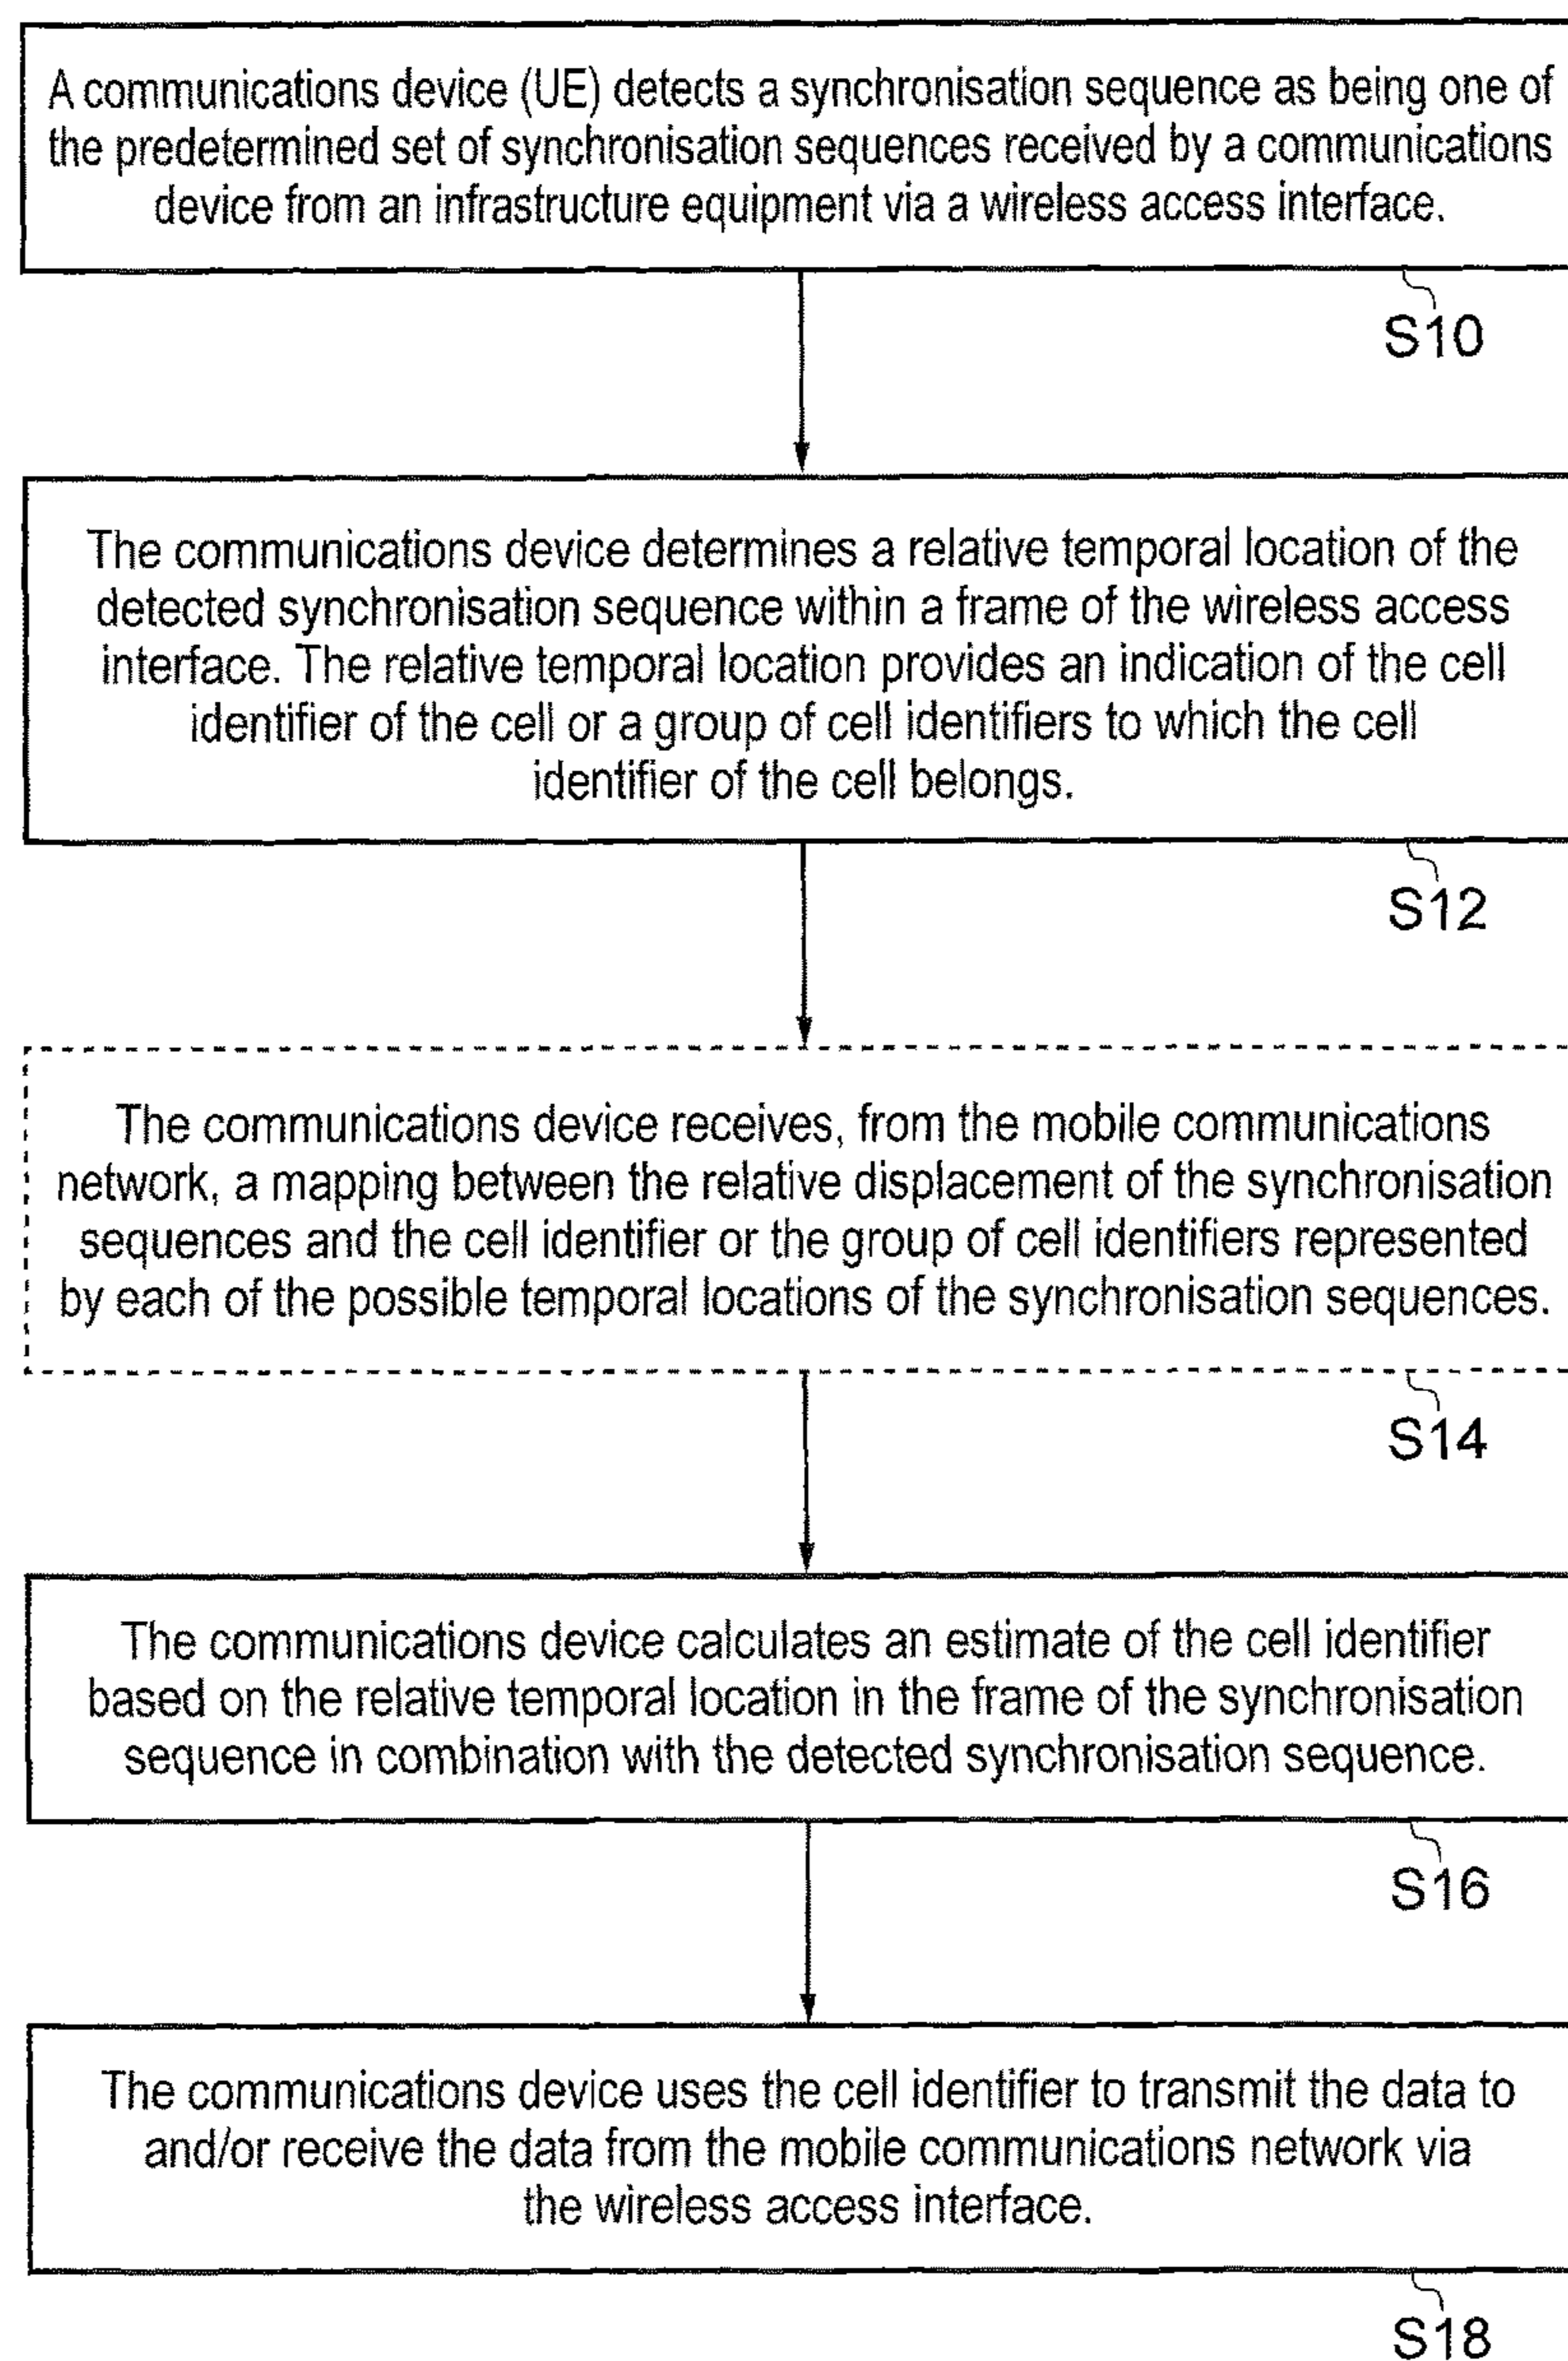 A communications device (UE) detects a synchronisation sequence as being one of
the predetermined set of synchronisation sequences received by a communications
device from an infrastructure equipment via a wireless access interface.
S10
The communications device determines a relative temporal location of the
detected synchronisation sequence within a frame of the wireless access
interface. The relative temporal location provides an indication of the cell
identifier of the cell or a group of cell identifiers to which the cell
identifier of the cell belongs.
S12
The communications device receives, from the mobile communications
network, a mapping between the relative displacement of the synchronisation
sequences and the cell identifier or the group of cell identifiers represented
by each of the possible temporal locations of the synchronisation sequences.
S14
The communications device calculates an estimate of the cell identifier
based on the relative temporal location in the frame of the synchronisation
sequence in combination with the detected synchronisation sequence.
S16
The communications device uses the cell identifier to transmit the data to
and/or receive the data from the mobile communications network via
the wireless access interface.
S18